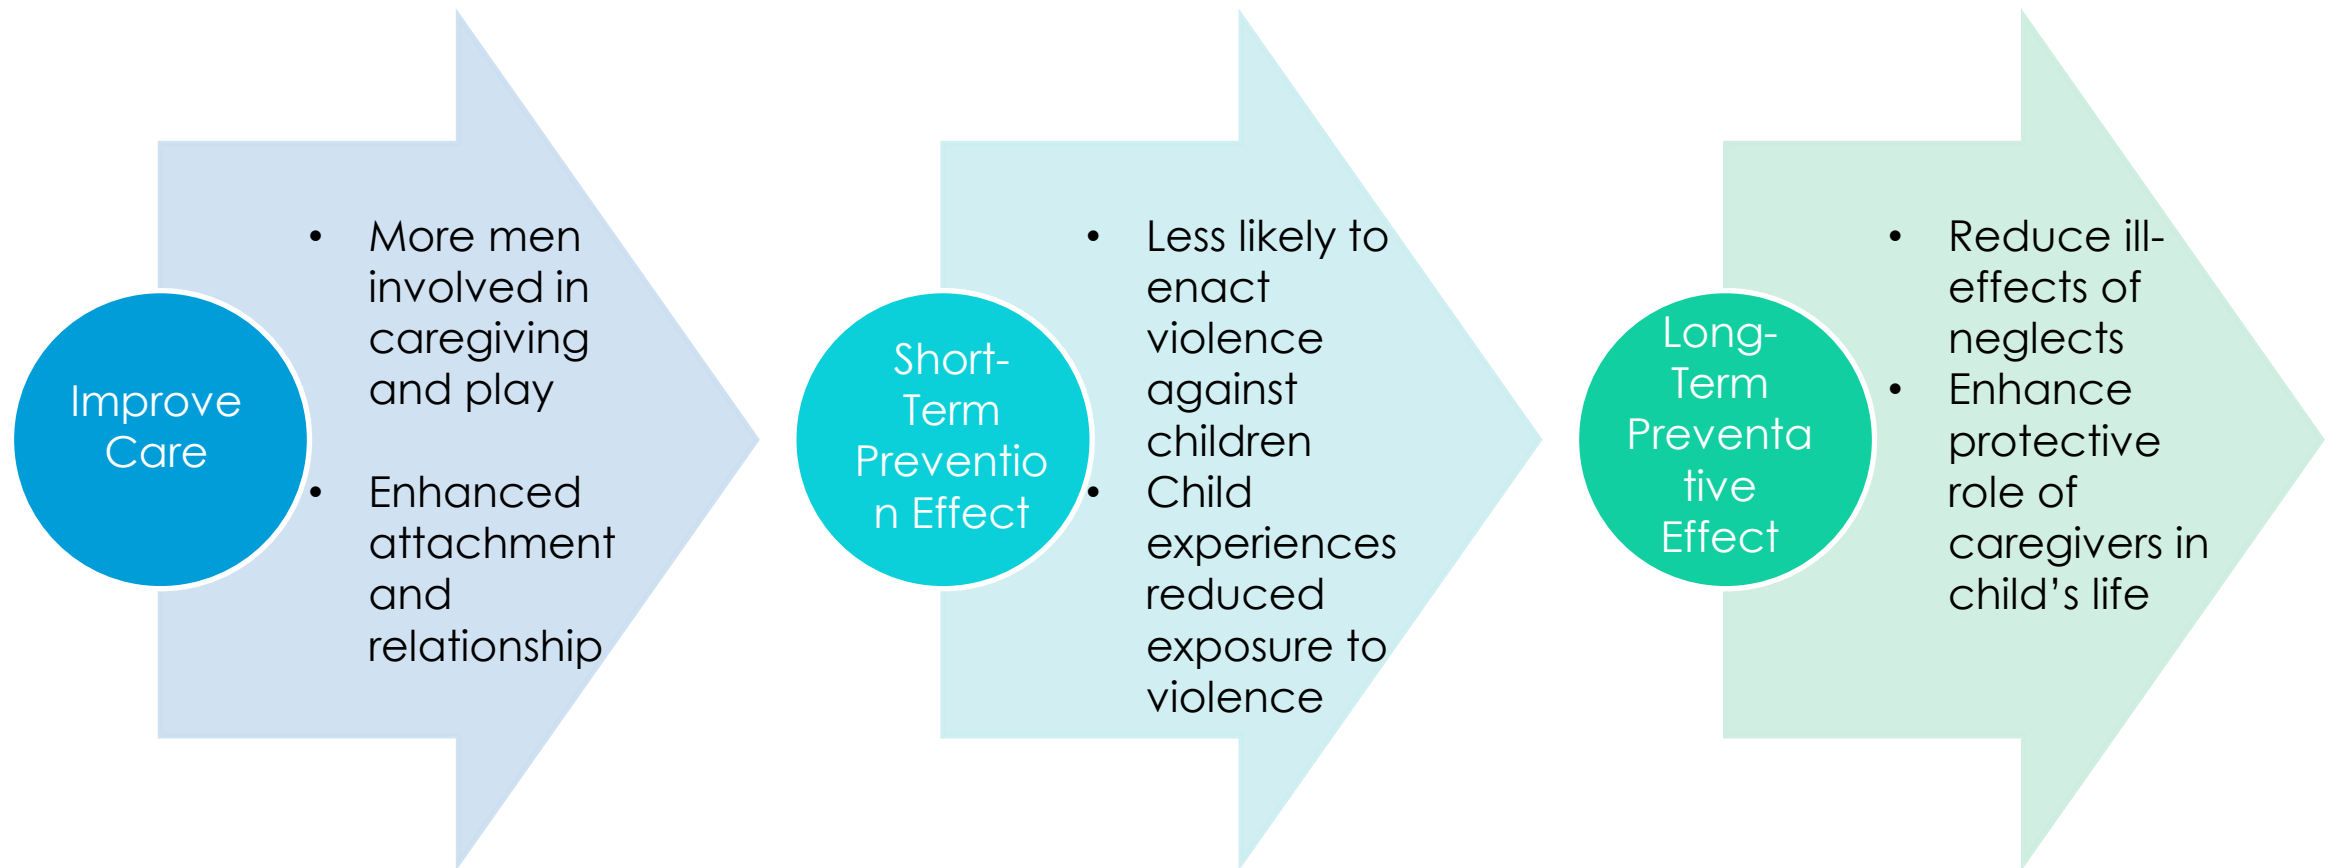 Improve
Care
• More men
involved in
caregiving
and play
• Enhanced
attachment
and
relationship
Short-
Term
Preventio
n Effect
• Less likely to
enact
violence
against
children
• Child
experiences
reduced
exposure to
violence
Long-
Term
Preventa
tive
Effect
• Reduce ill-
effects of
neglects
• Enhance
protective
role of
caregivers in
child’s life